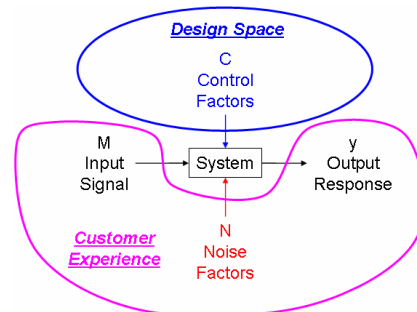 Design Space
C
Control
Factors
M
Input
Signal
System
y
Output
Response
N
Noise
Factors
Customer
Experience